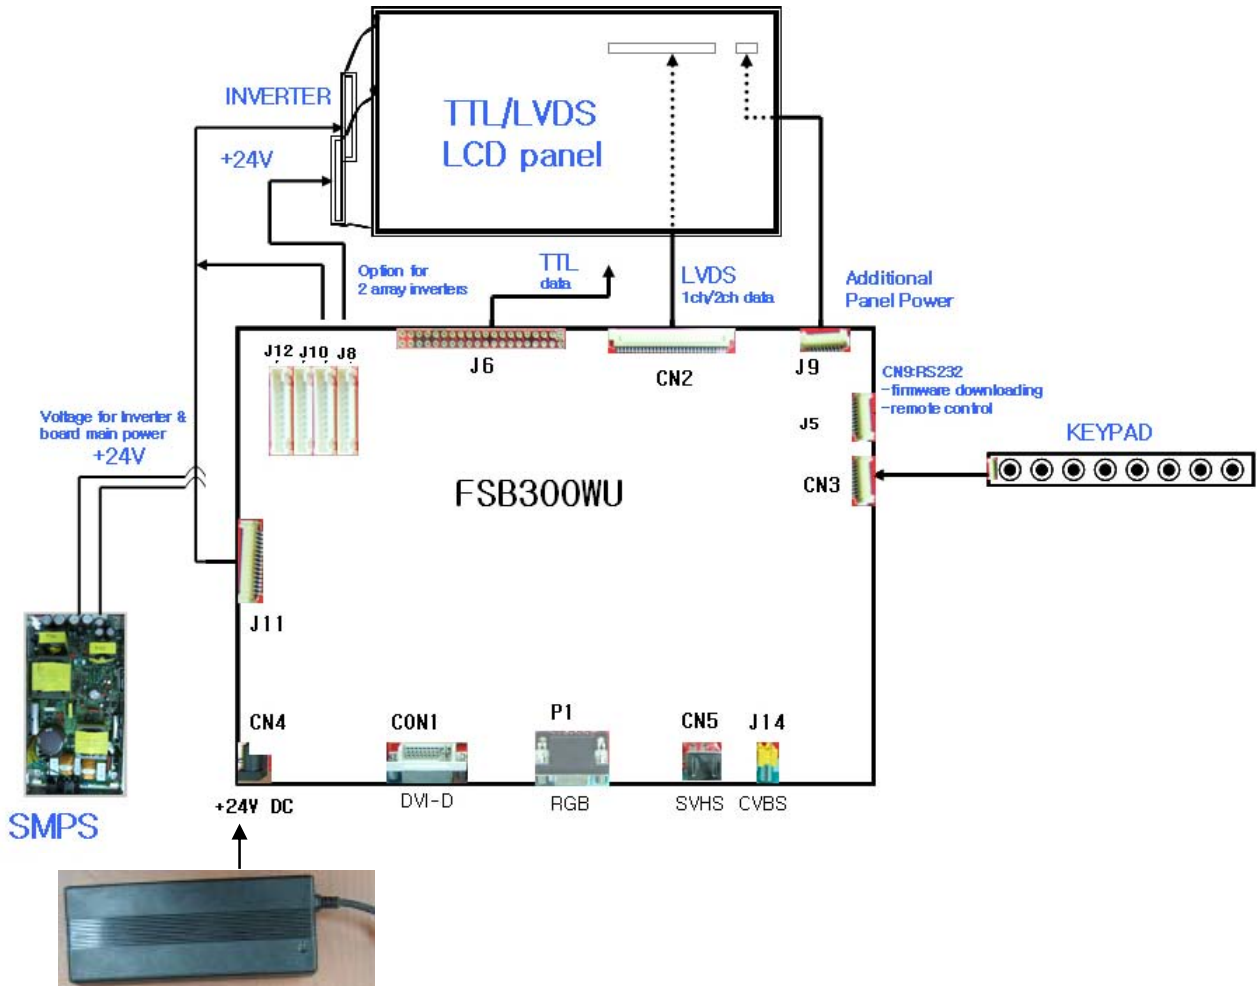 INVERTER
+24V
TTL/LVDS
LCD panel
Option for
2 array inverters
TTL
data
LVDS
1ch/2ch data
Additional
Panel Power
J12 J10 J8
J6
CN2
J9
CN9:RS232
-firmware downloading
-remote control
J5
KEYPAD
Voltage for Inverter &
board main power
+24V
CN3
FSB300WU
J11
CN4
CON1
P1
CN5
J14
+24V DC
DVI-D
RGB
SVHS
CVBS
SMPS